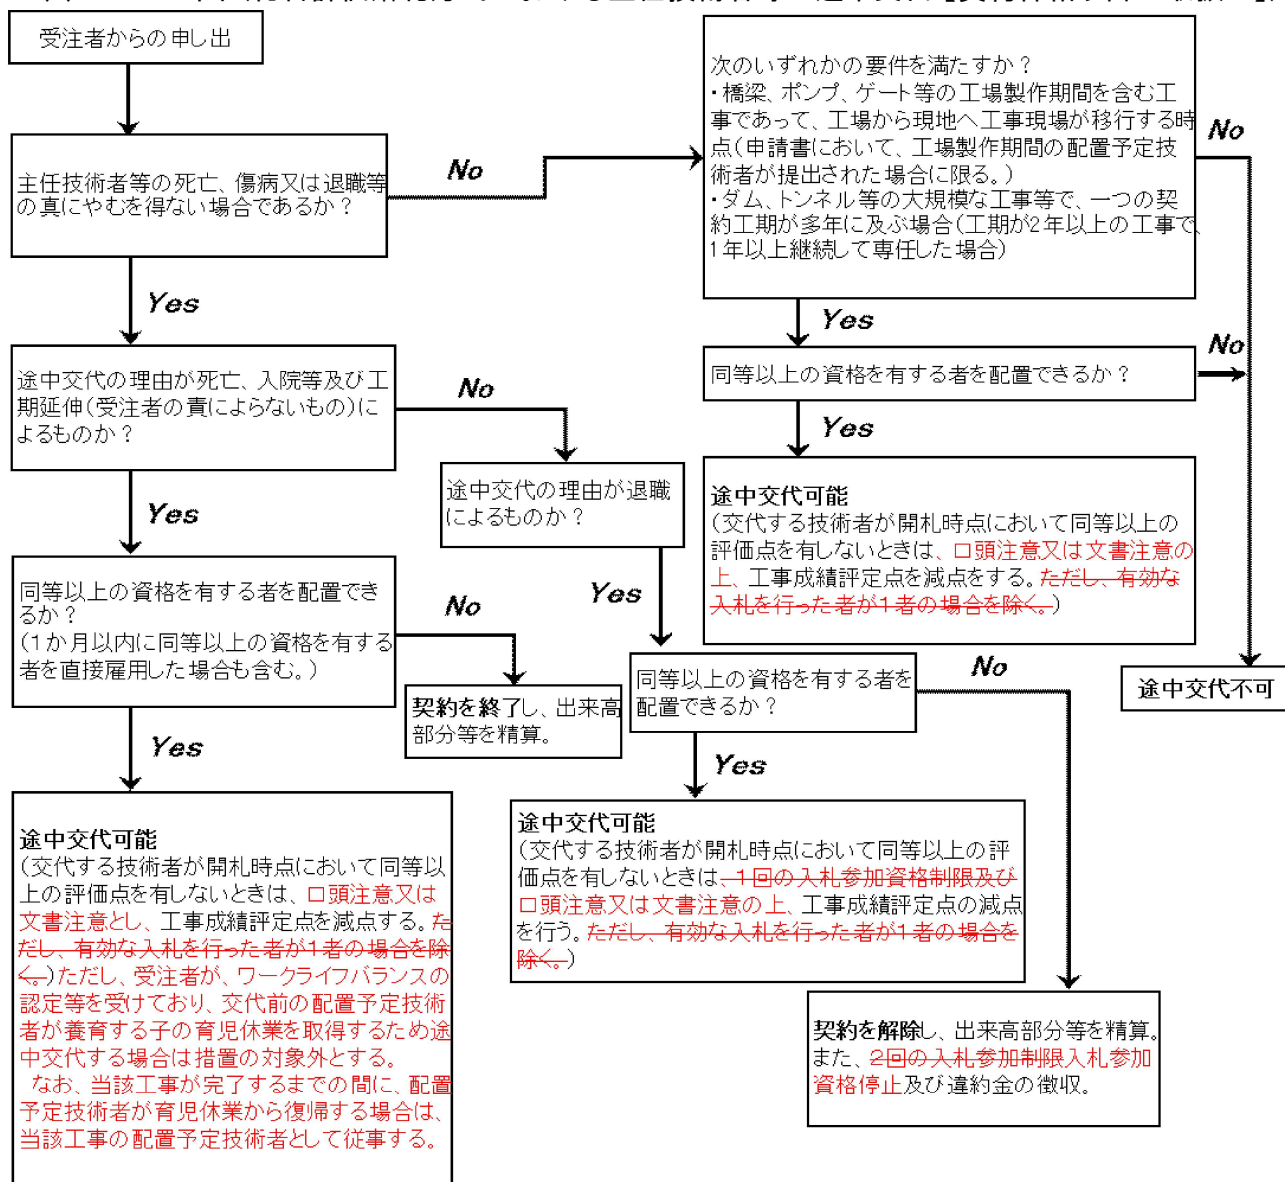 受注者からの申し出
主任技術者等の死亡、傷病又は退職等
の真にやむを得ない場合であるか？
No
次のいずれかの要件を満たすか？
・橋梁、ポンプ、ゲート等の工場製作期間を含む工
事であって、工場から現地へ工事現場が移行する時
点(申請書において、工場製作期間の配置予定技
術者が提出された場合に限る。)
・ダム、トンネル等の大規模な工事等で、一つの契
約工期が多年に及ぶ場合(工期が2年以上の工事で、
1年以上継続して専任した場合)
No
Yes
Yes
同等以上の資格を有する者を配置できるか？
No
Yes
途中交代可能
(交代する技術者が開札時点において同等以上の
評価点を有しないときは、口頭注意又は文書注意の
上、工事成績評定点を減点をする。ただし、有効な
入札を行った者が1者の場合を除く。)
途中交代不可
途中交代の理由が死亡、入院等及び工
期延伸(受注者の責によらないもの)に
よるものか？
No
Yes
途中交代の理由が退職
によるものか？
Yes
同等以上の資格を有する者を配置でき
るか？
(1か月以内に同等以上の資格を有する
者を直接雇用した場合も含む。)
No
契約を終了し、出来高
部分等を精算。
Yes
同等以上の資格を有する者を
配置できるか？
No
Yes
途中交代可能
(交代する技術者が開札時点において同等以
上の評価点を有しないときは、口頭注意又は
文書注意とし、工事成績評定点を減点する。た
だし、有効な入札を行った者が1者の場合を除
く。)ただし、受注者が、ワークライフバランスの
認定等を受けており、交代前の配置予定技術
者が養育する子の育児休業を取得するため途
中交代する場合は措置の対象外とする。
なお、当該工事が完了するまでの間に、配置
予定技術者が育児休業から復帰する場合は、
当該工事の配置予定技術者として従事する。
途中交代可能
(交代する技術者が開札時点において同等以上の評
価点を有しないときは、1回の入札参加資格制限及び
口頭注意又は文書注意の上、工事成績評定点の減点
を行う。ただし、有効な入札を行った者が1者の場合を
除く。)
契約を解除し、出来高部分等を精算。
また、2回の入札参加制限入札参加
資格停止及び違約金の徴収。